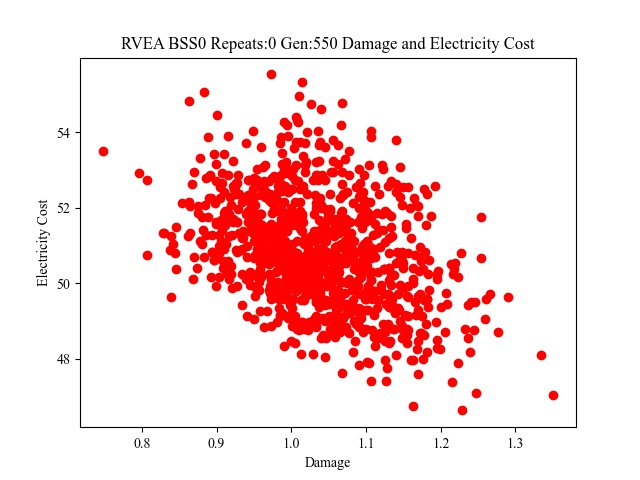 RVEA BSS0 Repeats:0 Gen:550 Damage and Electricity Cost
Electricity Cost
54
52
50
48
0.8 0.9 1.0 1.1 1.2 1.3
Damage